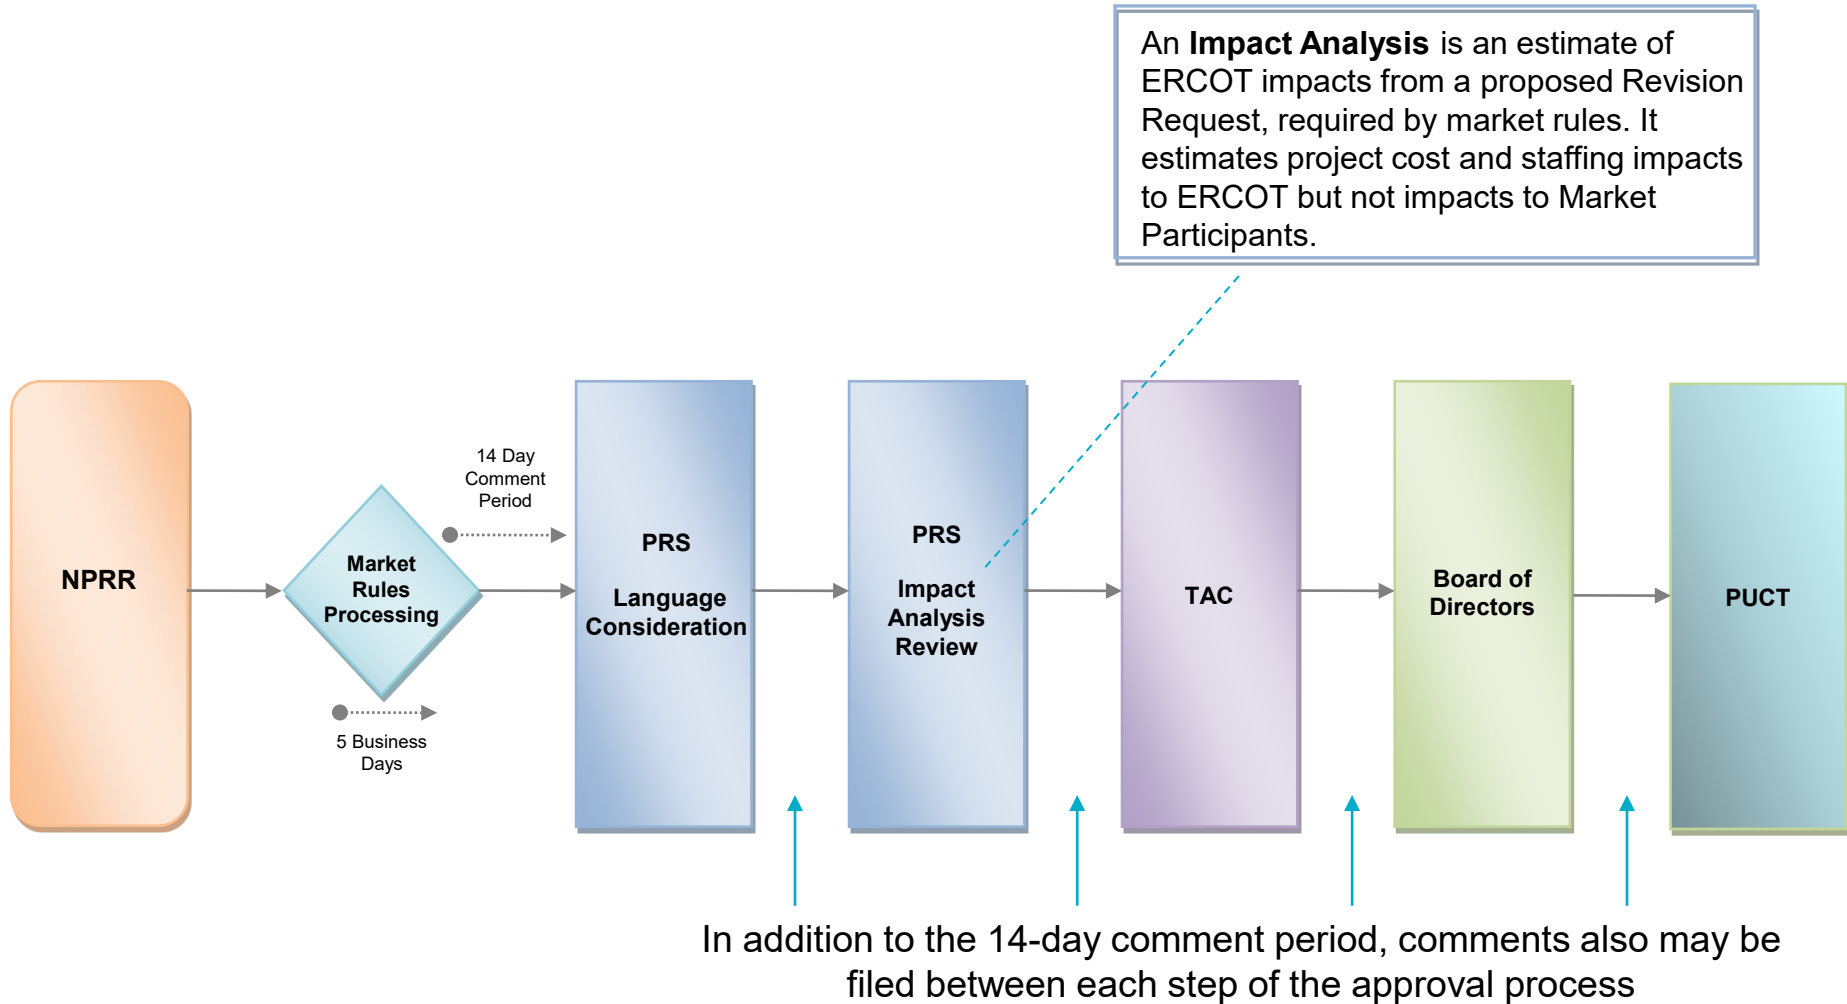 An Impact Analysis is an estimate of
ERCOT impacts from a proposed Revision
Request, required by market rules. It
estimates project cost and staffing impacts
to ERCOT but not impacts to Market
Participants.
NPRR
Market
Rules
Processing
5 Business
Days
14 Day
Comment
Period
PRS
Language
Consideration
PRS
Impact
Analysis
Review
TAC
Board of
Directors
PUCT
In addition to the 14-day comment period, comments also may be
filed between each step of the approval process